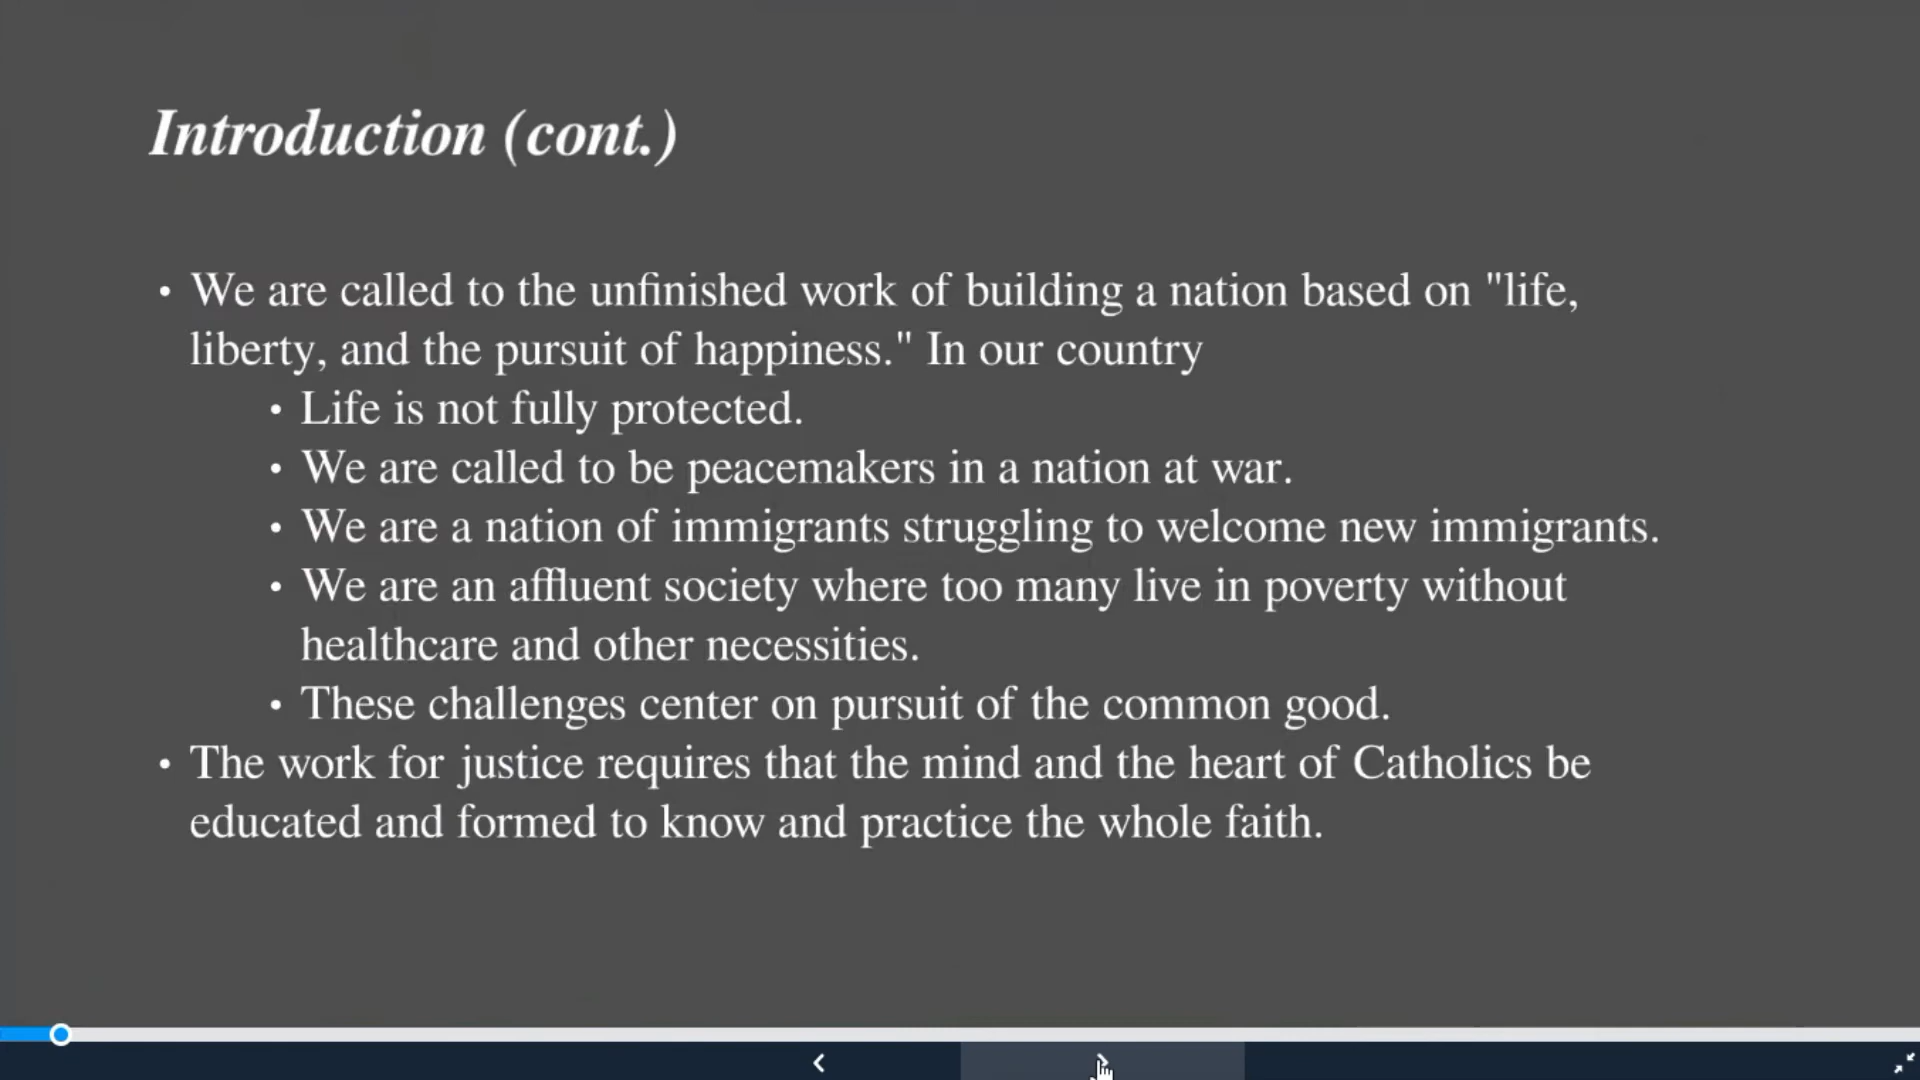 Introduction (cont.)
• We are called to the unfinished work of building a nation based on "life,
liberty, and the pursuit of happiness." In our country
• Life is not fully protected.
• We are called to be peacemakers in a nation at war.
• We are a nation of immigrants struggling to welcome new immigrants.
• We are an affluent society where too many live in poverty without
healthcare and other necessities.
• These challenges center on pursuit of the common good.
• The work for justice requires that the mind and the heart of Catholics be
educated and formed to know and practice the whole faith.